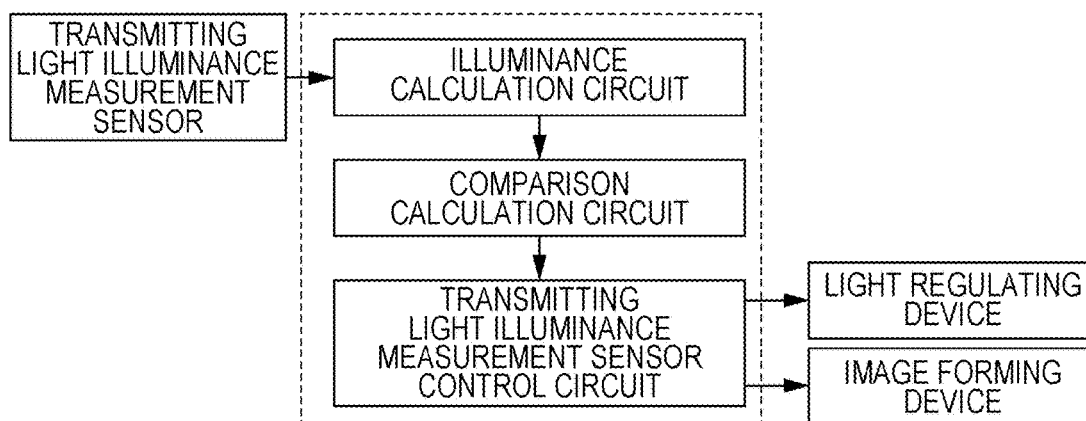 TRANSMITTING
LIGHT ILLUMINANCE
MEASUREMENT
SENSOR
ILLUMINANCE
CALCULATION CIRCUIT
COMPARISON
CALCULATION CIRCUIT
TRANSMITTING
LIGHT ILLUMINANCE
MEASUREMENT SENSOR
CONTROL CIRCUIT
LIGHT REGULATING
DEVICE
IMAGE FORMING
DEVICE